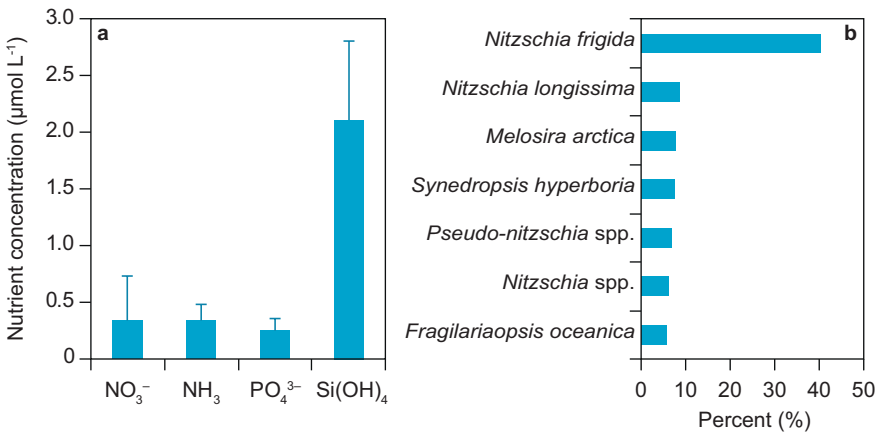 a
Nutrient concentration (µmol L⁻¹)
3.0
2.5
2.0
1.5
1.0
0.5
0
NO₃⁻ NH₃ PO₄³⁻ Si(OH)₄
b
Nitzschia frigida
Nitzschia longissima
Melosira arctica
Synedropsis hyperboria
Pseudo-nitzschia spp.
Nitzschia spp.
Fragilariaopsis oceanica
0 10 20 30 40 50
Percent (%)